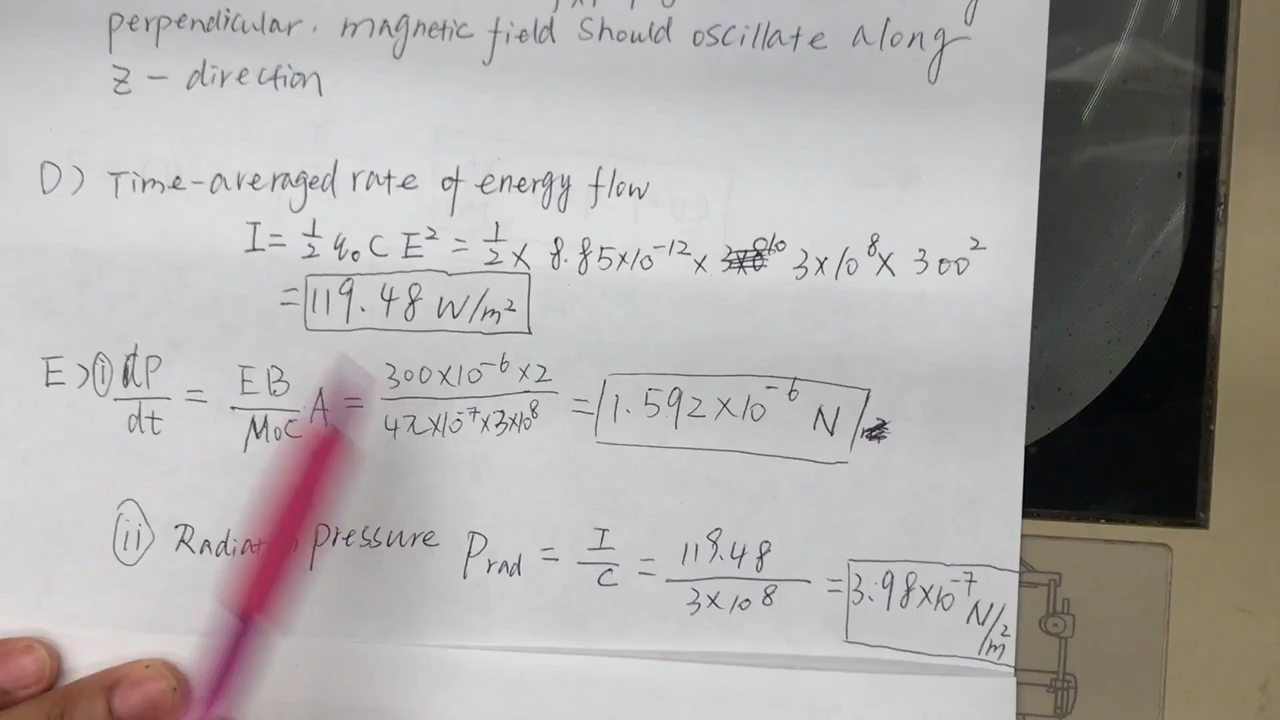 perpendicular. magnetic field should oscillate along
z - direction
D) Time-averaged rate of energy flow
I = 1/2 ε₀ C E² = 1/2 × 8.85×10⁻¹² × 3×10⁸ × 300²
= 119.48 W/m²
E) (i) dP/dt = EB/μ₀C A = 300×10⁻⁶×2 / 4π×10⁻⁷×3×10⁸ = 1.592×10⁻⁶ N
(ii) pressure Prad = I/C = 119.48 / 3×10⁸ = 3.98×10⁻⁷ N/m²